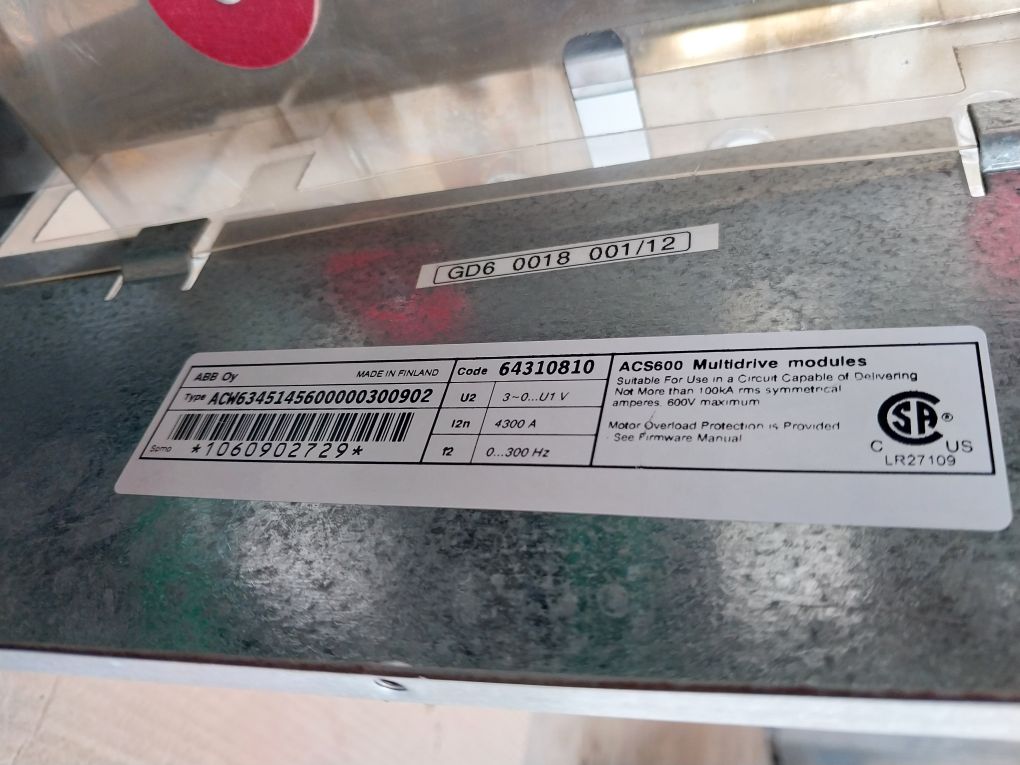 GD6 0018 001/12
ABB Oy MADE IN FINLAND
Type ACW6345145600000300902
*1060902729*
Code 64310810
U2 3~0...U1 V
I2n 4300 A
f2 0...300 Hz
ACS600 Multidrive modules
Suitable For Use in a Circuit Capable of Delivering
Not More than 100kA rms symmetrical
amperes. 600V maximum
Motor Overload Protection is Provided
- See Firmware Manual
SA ®
C US
LR27109